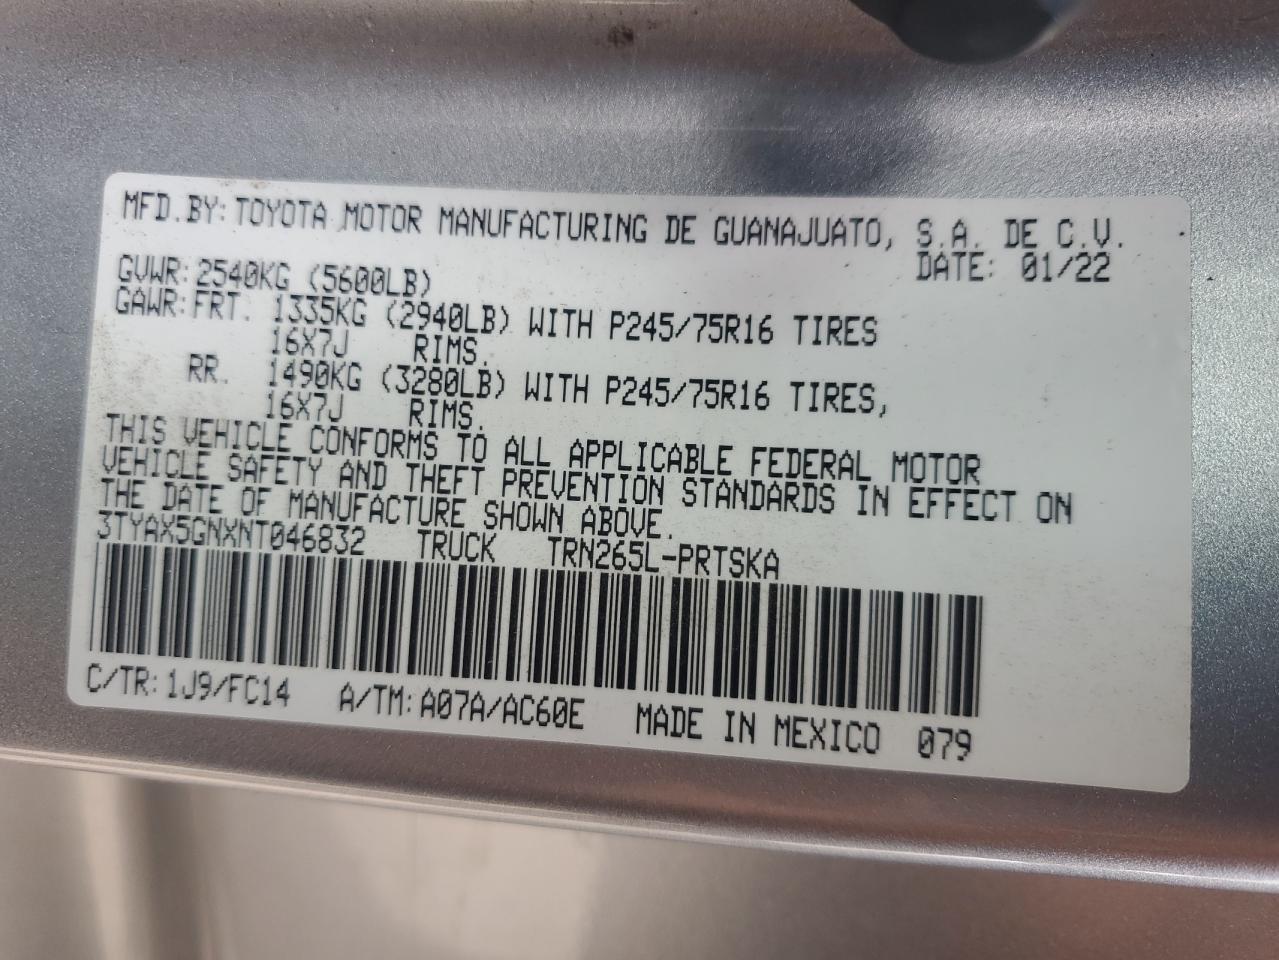 MFD.BY: TOYOTA MOTOR MANUFACTURING DE GUANAJUATO, S.A. DE C.V.
GVWR: 2540KG (5600LB) DATE: 01/22
GAWR: FRT. 1335KG (2940LB) WITH P245/75R16 TIRES
16X7J RIMS.
RR. 1490KG (3280LB) WITH P245/75R16 TIRES,
16X7J RIMS.
THIS VEHICLE CONFORMS TO ALL APPLICABLE FEDERAL MOTOR
VEHICLE SAFETY AND THEFT PREVENTION STANDARDS IN EFFECT ON
THE DATE OF MANUFACTURE SHOWN ABOVE.
3TYAX5GNXNT046832 TRUCK TRN265L-PRTSKA
C/TR: 1J9/FC14 A/TM: A07A/AC60E MADE IN MEXICO 079